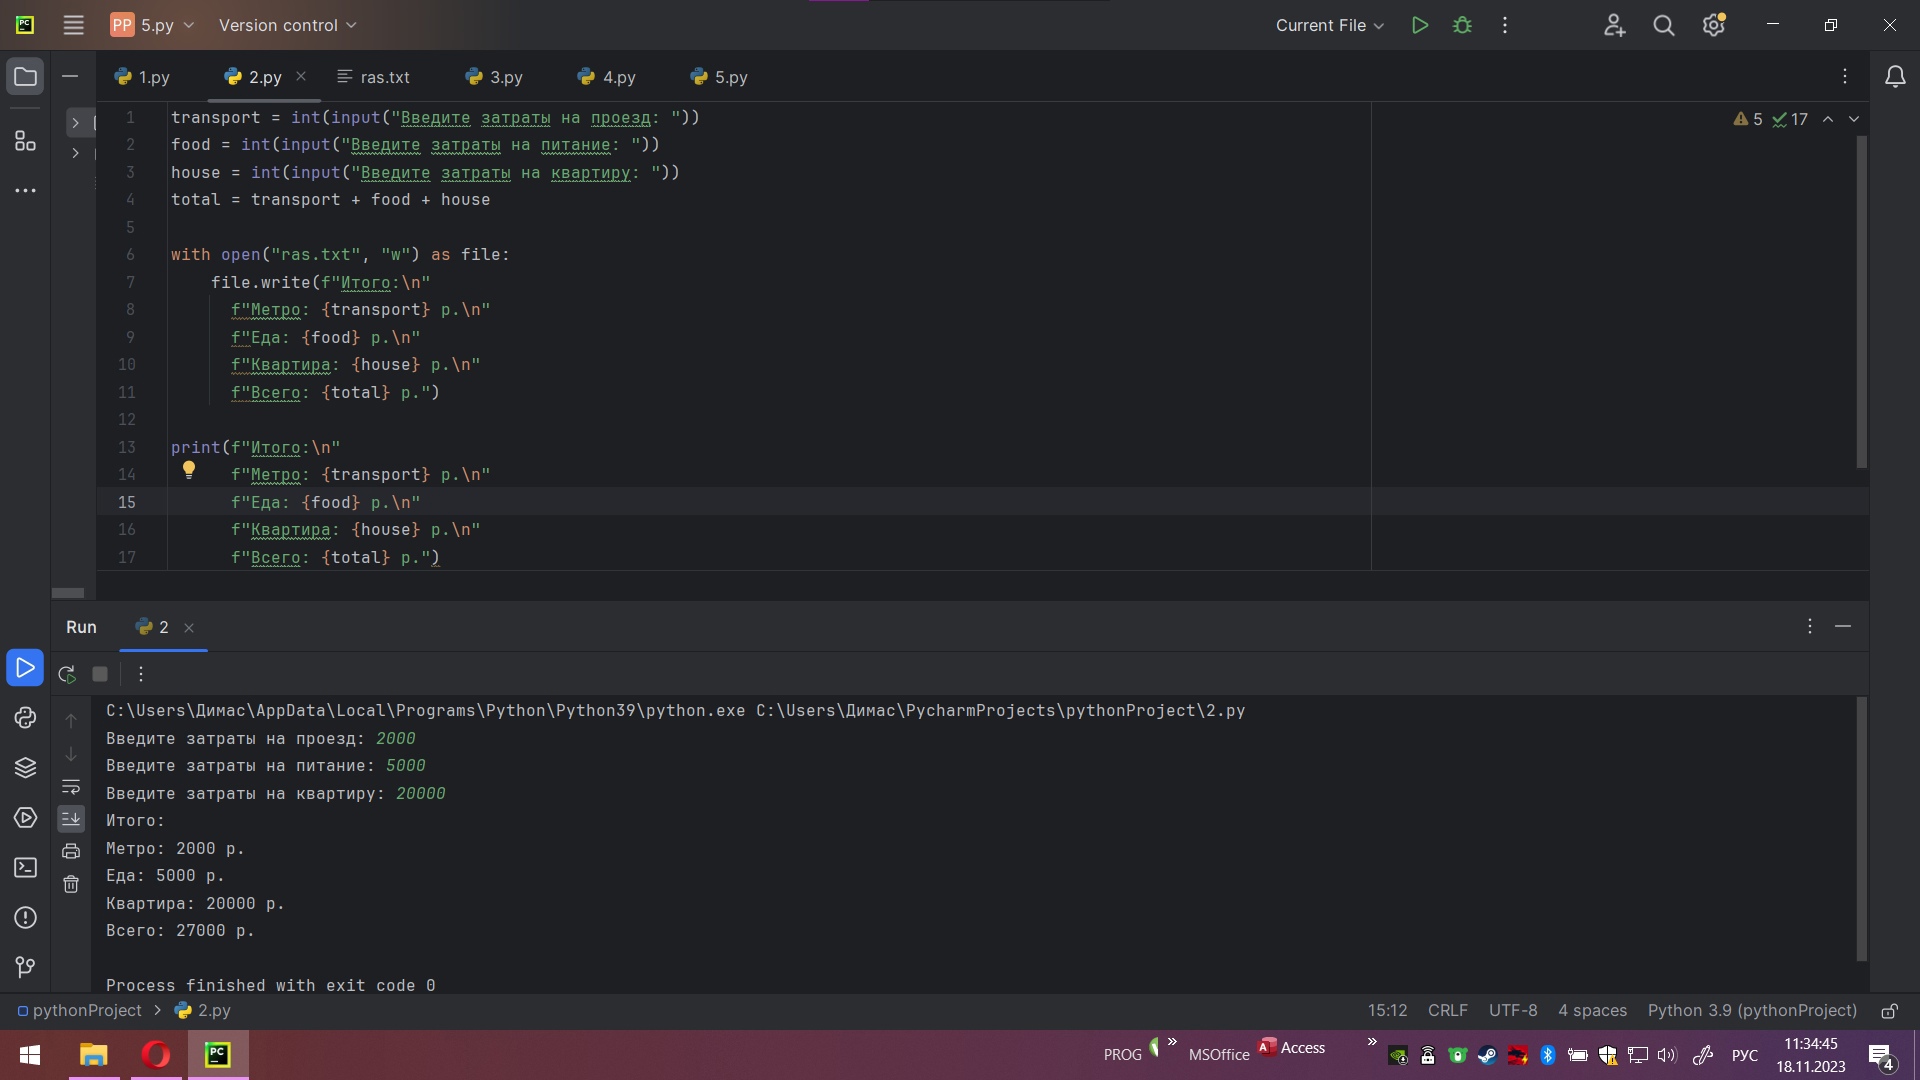 PC PP 5.py Version control Current File
1.py 2.py ras.txt 3.py 4.py 5.py
1 transport = int(input("Введите затраты на проезд: "))
2 food = int(input("Введите затраты на питание: "))
3 house = int(input("Введите затраты на квартиру: "))
4 total = transport + food + house
5
6 with open("ras.txt", "w") as file:
7 file.write(f"Итого:\n"
8 f"Метро: {transport} р.\n"
9 f"Еда: {food} р.\n"
10 f"Квартира: {house} р.\n"
11 f"Всего: {total} р.")
12
13 print(f"Итого:\n"
14 f"Метро: {transport} р.\n"
15 f"Еда: {food} р.\n"
16 f"Квартира: {house} р.\n"
17 f"Всего: {total} р.")
5 17
Run 2
C:\Users\Димас\AppData\Local\Programs\Python\Python39\python.exe C:\Users\Димас\PycharmProjects\pythonProject\2.py
Введите затраты на проезд: 2000
Введите затраты на питание: 5000
Введите затраты на квартиру: 20000
Итого:
Метро: 2000 р.
Еда: 5000 р.
Квартира: 20000 р.
Всего: 27000 р.
Process finished with exit code 0
pythonProject > 2.py 15:12 CRLF UTF-8 4 spaces Python 3.9 (pythonProject)
PC PROG » MSOffice A Access » РУС 11:34:45
18.11.2023 4